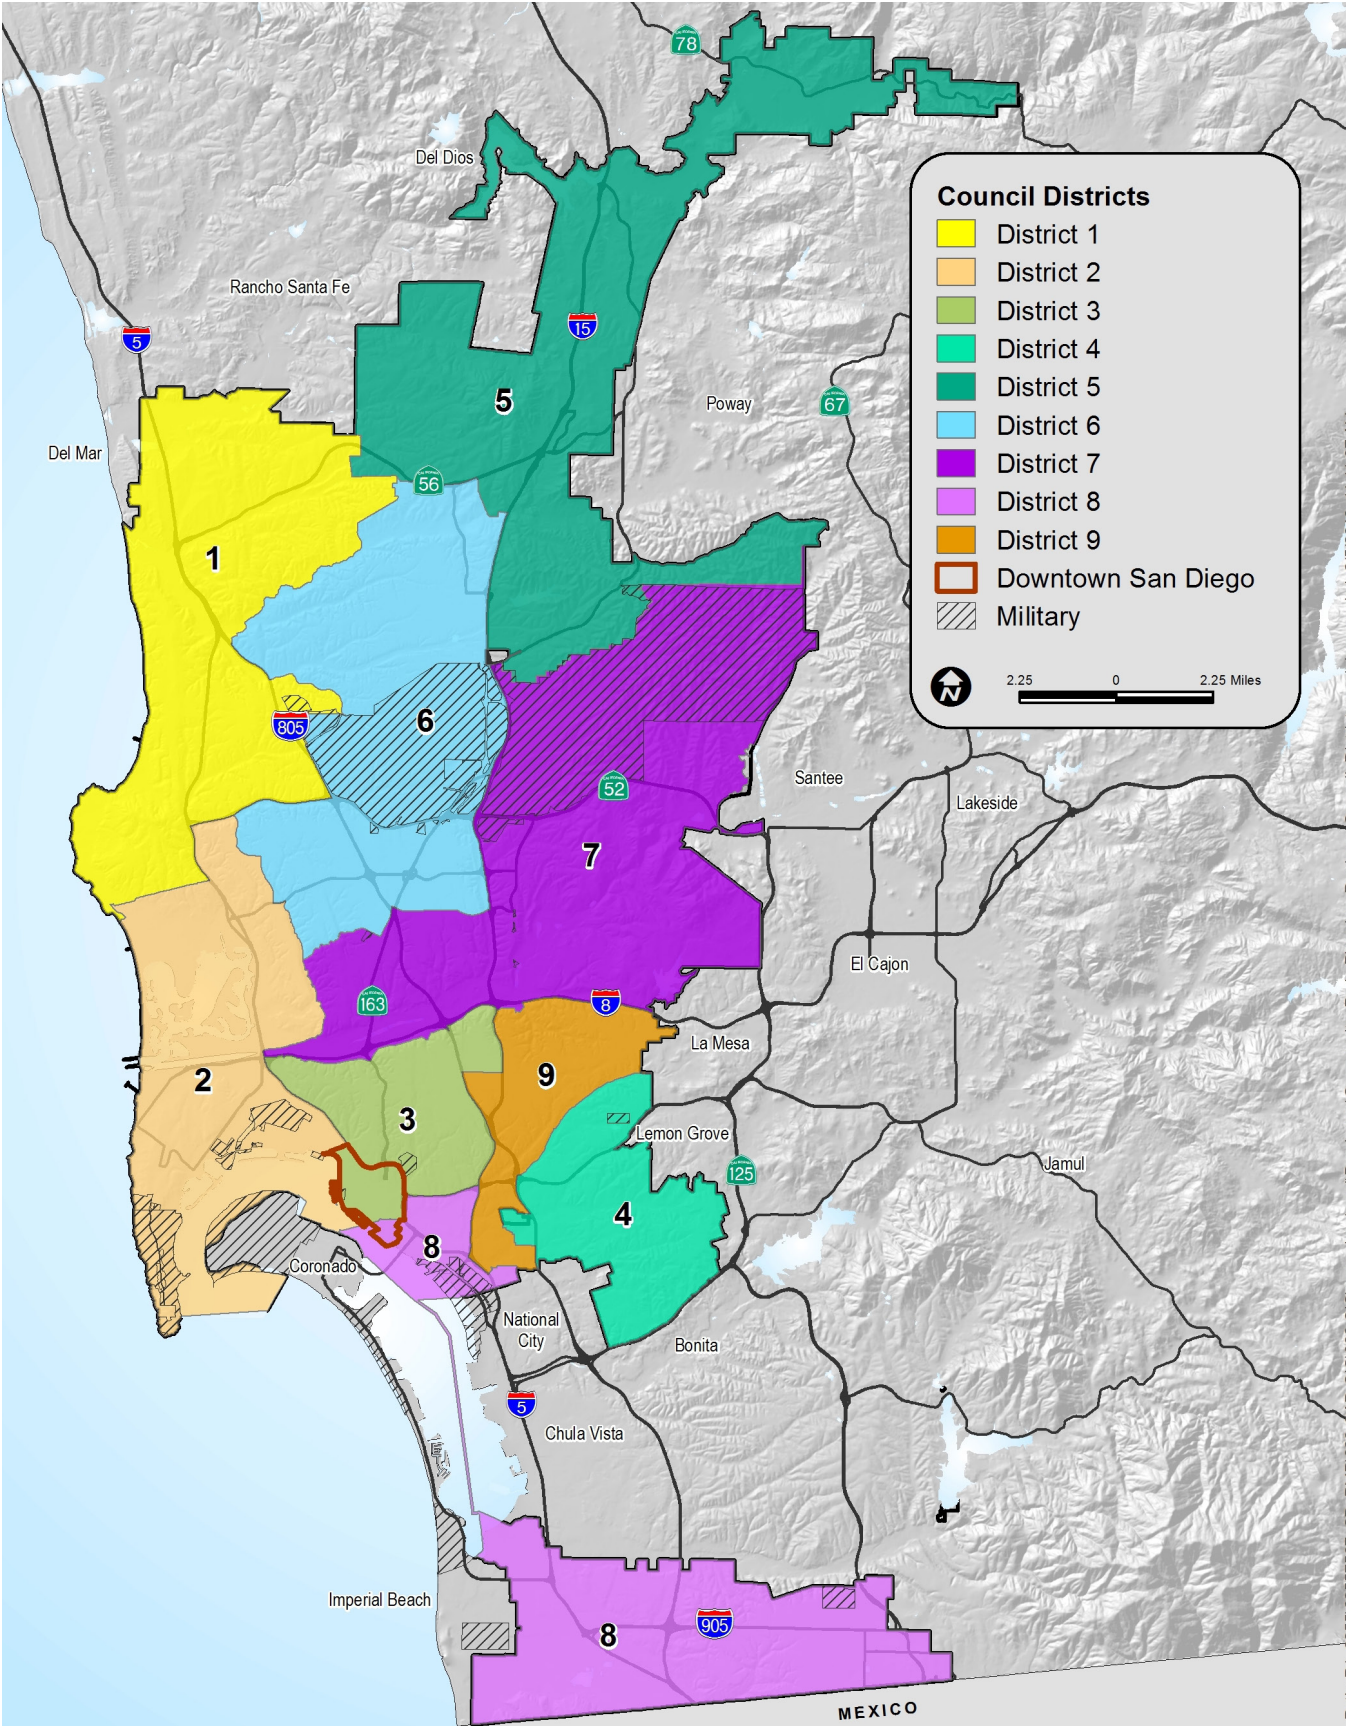 78
Del Dios
Council Districts
District 1
District 2
Rancho Santa Fe
District 3
15
5
District 4
District 5
5
Poway
67
District 6
Del Mar
District 7
56
District 8
District 9
1
Downtown San Diego
Military
N
2.25 0 2.25 Miles
6
805
Santee
52
Lakeside
7
El Cajon
163
8
La Mesa
9
2
3
Lemon Grove
Jamul
125
4
8
Coronado
National
City
Bonita
5
Chula Vista
Imperial Beach
905
8
MEXICO